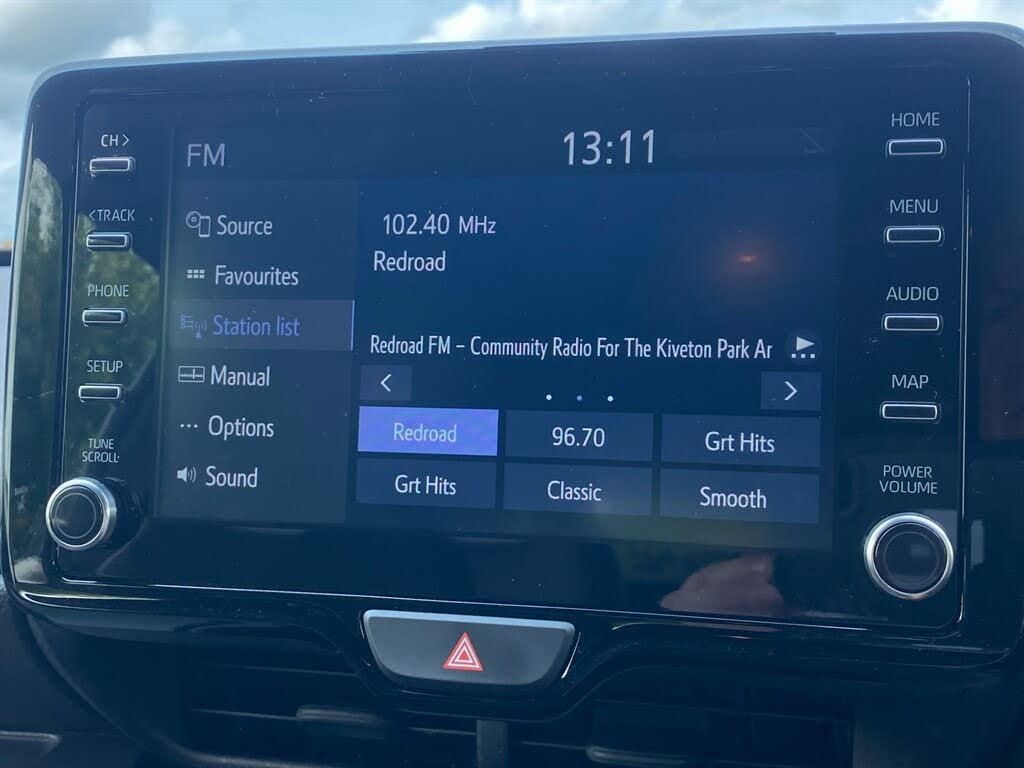 CH >
<TRACK
PHONE
SETUP
TUNE
SCROLL
FM
13:11
Source
Favourites
Station list
Manual
Options
Sound
102.40 MHz
Redroad
Redroad FM – Community Radio For The Kiveton Park Ar
Redroad
96.70
Grt Hits
Grt Hits
Classic
Smooth
HOME
MENU
AUDIO
MAP
POWER
VOLUME